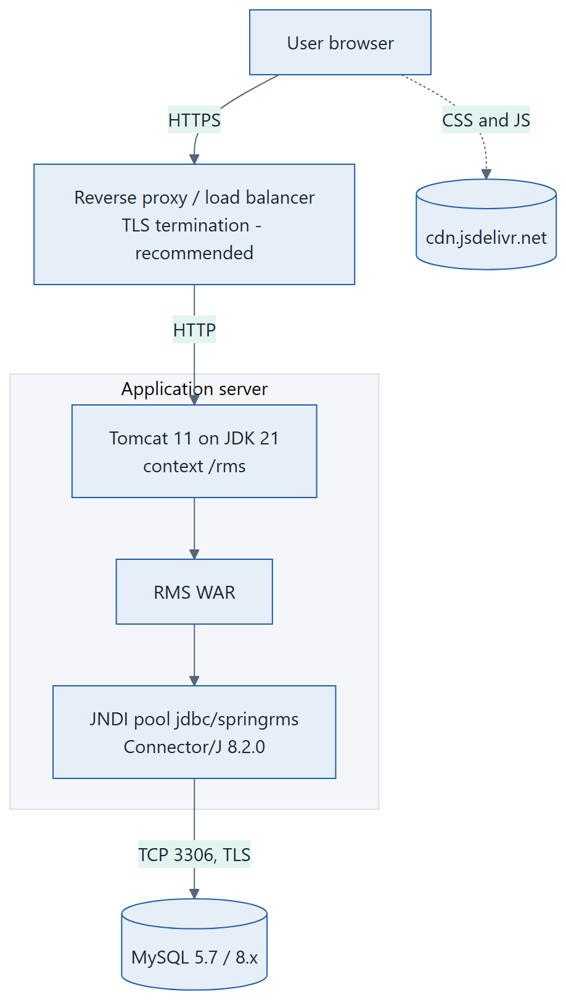 User browser
HTTPS
CSS and JS
Reverse proxy / load balancer
TLS termination -
recommended
cdn.jsdelivr.net
HTTP
Application server
Tomcat 11 on JDK 21
context /rms
RMS WAR
JNDI pool jdbc/springrms
Connector/J 8.2.0
TCP 3306, TLS
MySQL 5.7 / 8.x